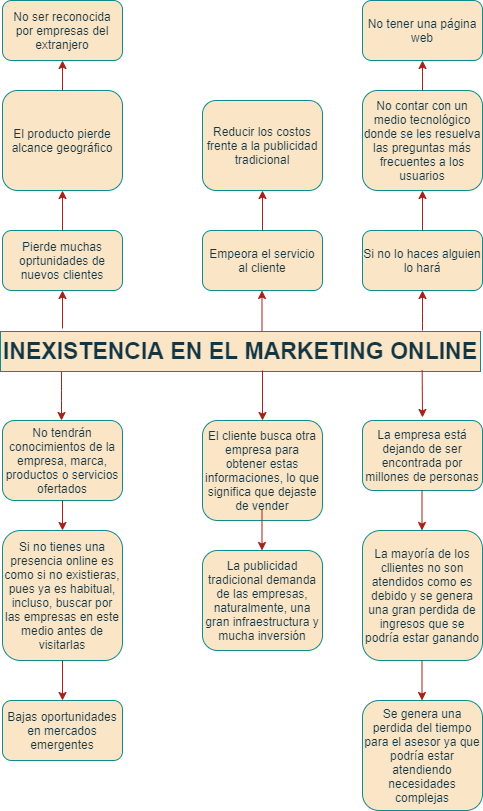 No ser reconocida
por empresas del
extranjero
No tener una página
web
El producto pierde
alcance geográfico
Reducir los costos
frente a la publicidad
tradicional
No contar con un
medio tecnológico
donde se les resuelva
las preguntas más
frecuentes a los
usuarios
Pierde muchas
oprtunidades de
nuevos clientes
Empeora el servicio
al cliente
Si no lo haces alguien
lo hará
INEXISTENCIA EN EL MARKETING ONLINE
No tendrán
conocimientos de la
empresa, marca,
productos o servicios
ofertados
El cliente busca otra
empresa para
obtener estas
informaciones, lo que
significa que dejaste
de vender
La empresa está
dejando de ser
encontrada por
millones de personas
Si no tienes una
presencia online es
como si no existieras,
pues ya es habitual,
incluso, buscar por
las empresas en este
medio antes de
visitarlas
La publicidad
tradicional demanda
de las empresas,
naturalmente, una
gran infraestructura y
mucha inversión
La mayoría de los
cllientes no son
atendidos como es
debido y se genera
una gran perdida de
ingresos que se
podría estar ganando
Bajas oportunidades
en mercados
emergentes
Se genera una
perdida del tiempo
para el asesor ya que
podría estar
atendiendo
necesidades
complejas